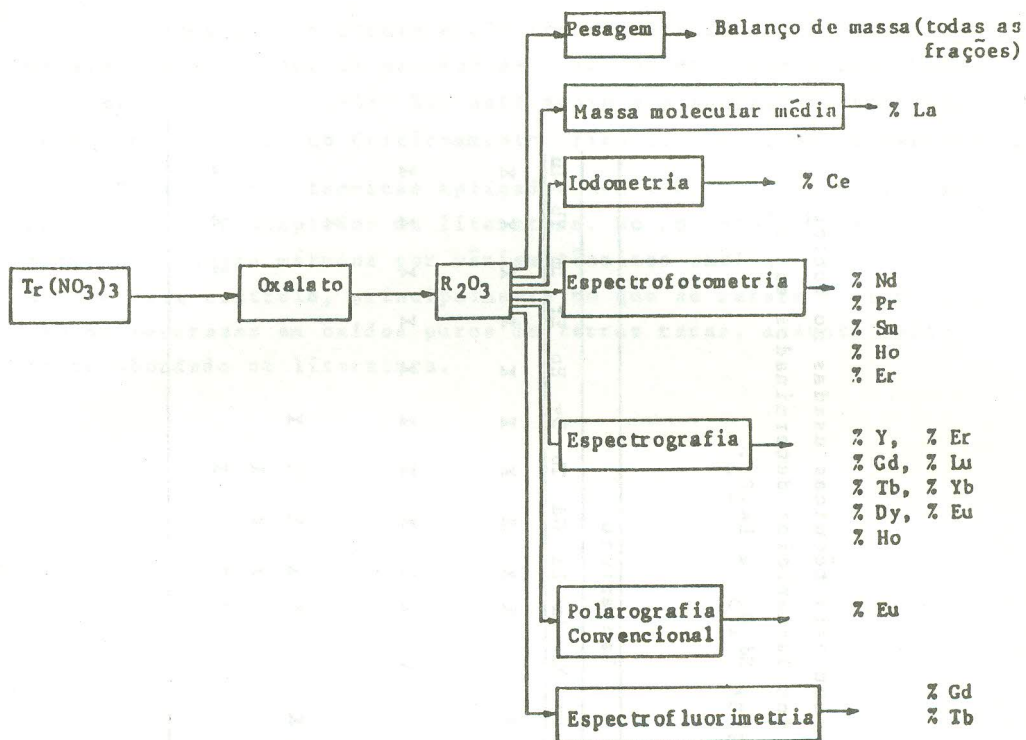 Pesagem
Balanço de massa(todas as
frações)
Massa molecular média
% La
Iodometria
% Ce
Tr(NO3)3
Oxalato
R2O3
Espectrofotometria
% Nd
% Pr
% Sm
% Ho
% Er
Espectrografia
% Y, % Er
% Gd, % Lu
% Tb, % Yb
% Dy, % Eu
% Ho
Polarografia
Convencional
% Eu
Espectrofluorimetria
% Gd
% Tb